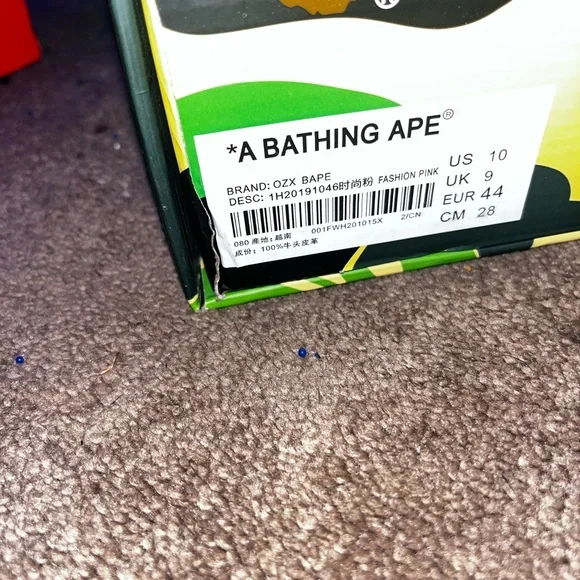 ®
*A BATHING APE®
BRAND: OZX BAPE
DESC: 1H20191046时尚粉 FASHION PINK
080 產地: 越南 001FWH201015X 2/CN
成份: 100%牛头皮革
US 10
UK 9
EUR 44
CM 28